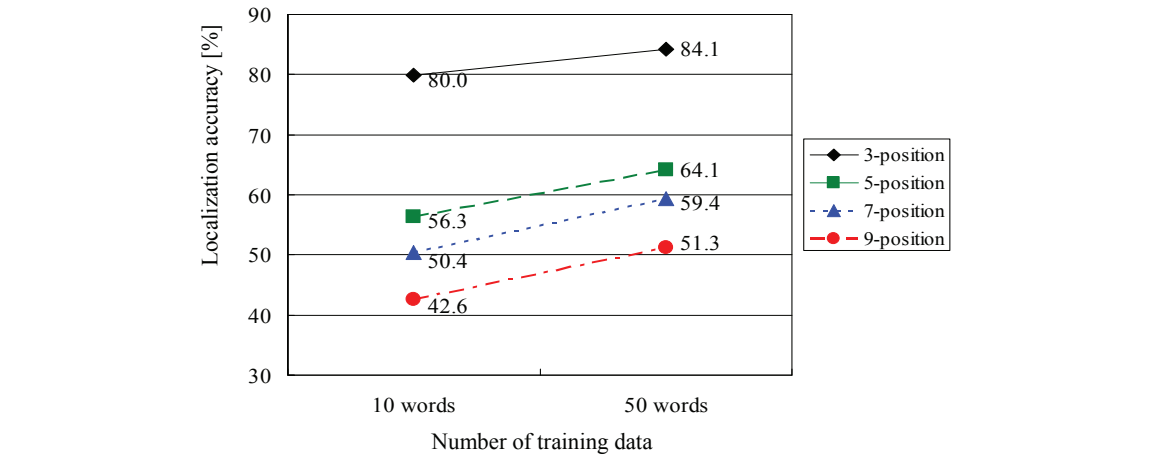 Localization accuracy [%]
90
80
70
60
50
40
30
84.1
80.0
64.1
56.3
59.4
50.4
51.3
42.6
10 words
50 words
Number of training data
3-position
5-position
7-position
9-position